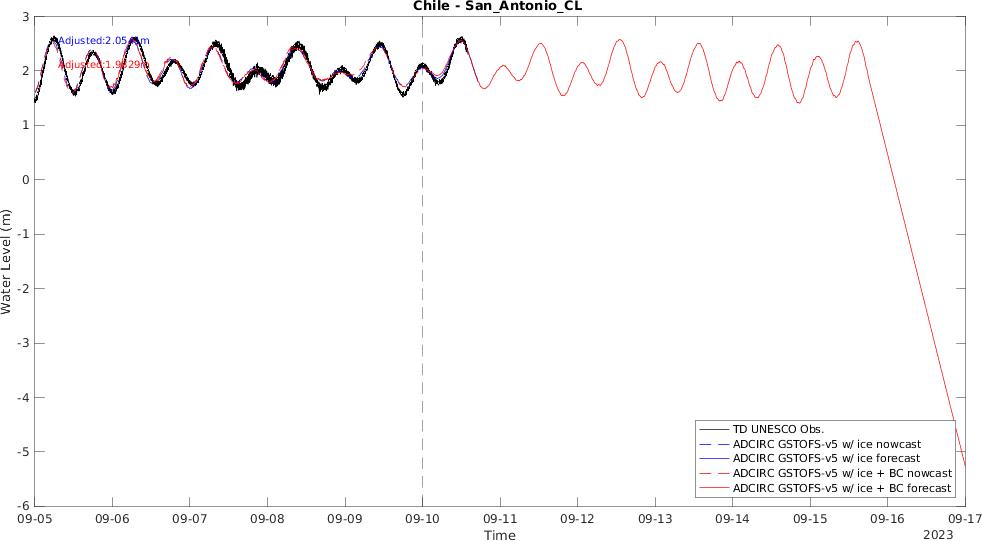 Chile - San_Antonio_CL
3
2
1
0
-1
-2
-3
-4
-5
-6
Water Level (m)
09-05 09-06 09-07 09-08 09-09 09-10 09-11 09-12 09-13 09-14 09-15 09-16 09-17
Time
2023
TD UNESCO Obs.
ADCIRC GSTOFS-v5 w/ ice nowcast
ADCIRC GSTOFS-v5 w/ ice forecast
ADCIRC GSTOFS-v5 w/ ice + BC nowcast
ADCIRC GSTOFS-v5 w/ ice + BC forecast